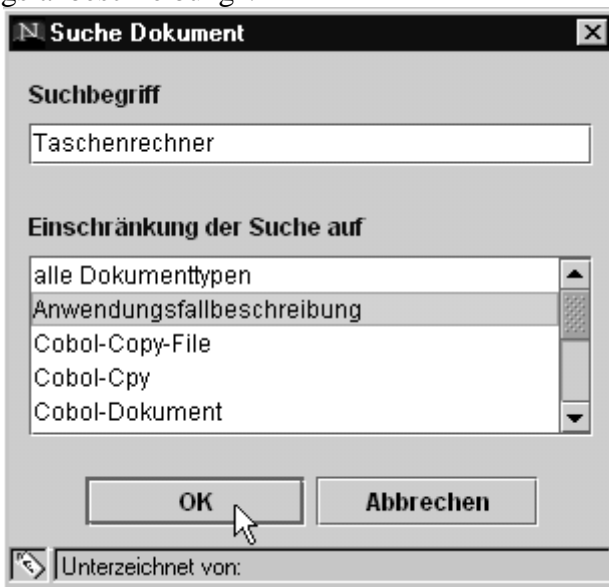 Suche Dokument
Suchbegriff
Taschenrechner
Einschränkung der Suche auf
alle Dokumenttypen
Anwendungsfallbeschreibung
Cobol-Copy-File
Cobol-Cpy
Cobol-Dokument
OK Abbrechen
Unterzeichnet von: